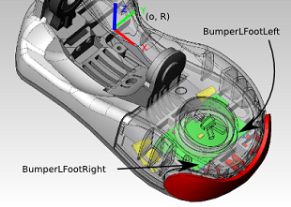 Z
Y
(o, R)
X
BumperLFootLeft
BumperLFootRight